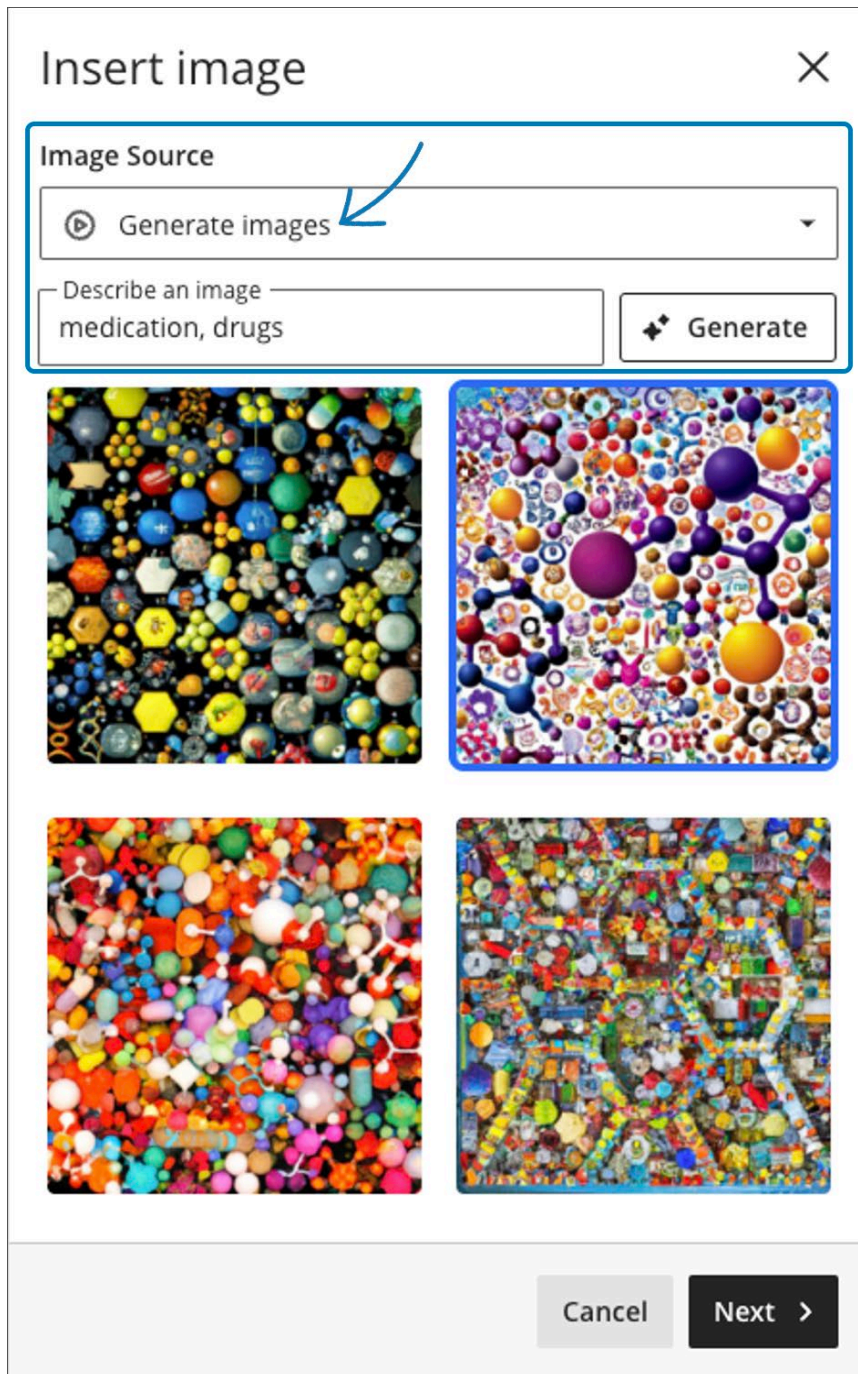 Insert image
Image Source
Generate images
Describe an image
medication, drugs
Generate
Cancel
Next